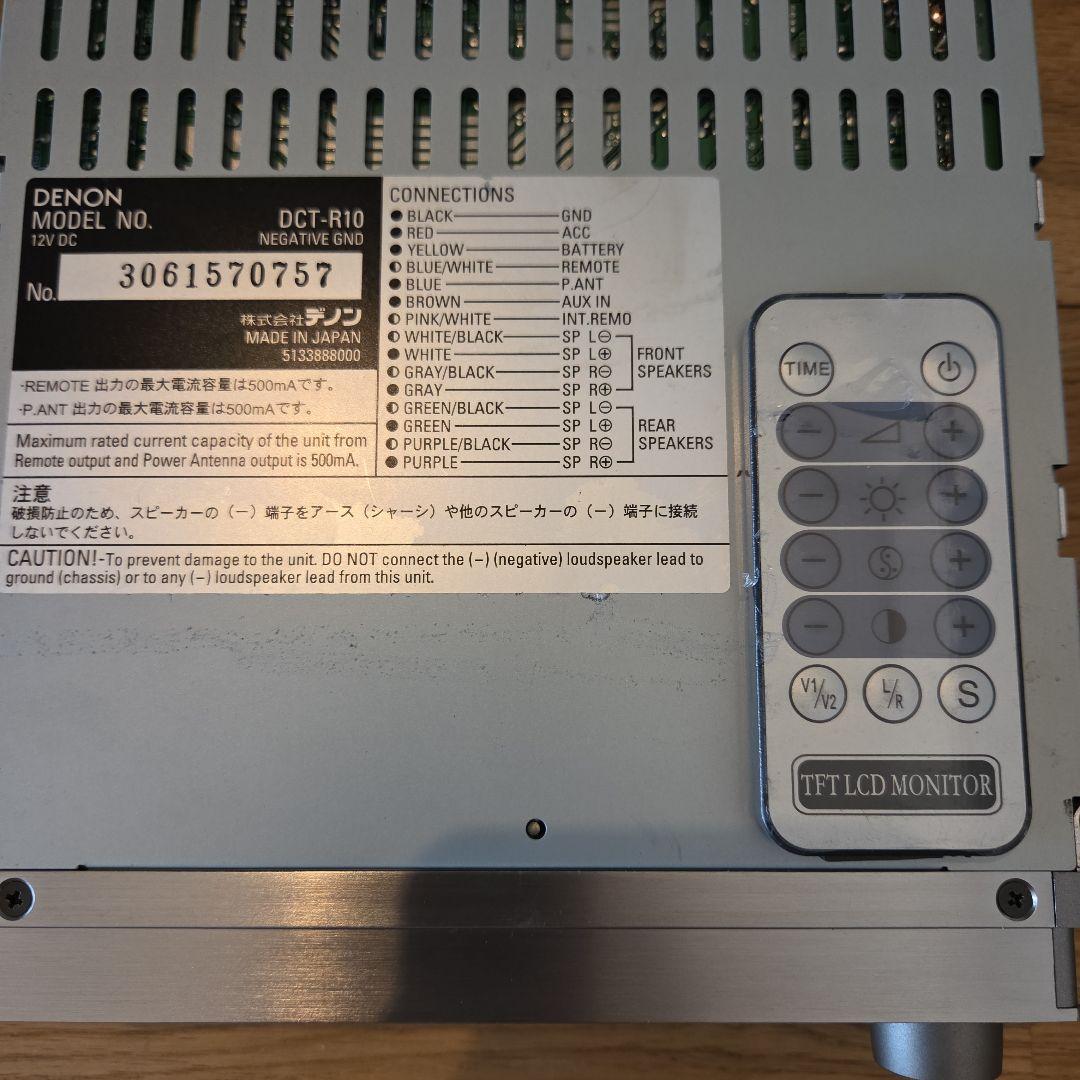 DENON
MODEL NO. DCT-R10
12V DC NEGATIVE GND
No. 3061570757
株式会社デノン
MADE IN JAPAN
5133888000
-REMOTE 出力の最大電流容量は500mAです。
-P.ANT 出力の最大電流容量は500mAです。
Maximum rated current capacity of the unit from
Remote output and Power Antenna output is 500mA.
CONNECTIONS
BLACK GND
RED ACC
YELLOW BATTERY
BLUE/WHITE REMOTE
BLUE P.ANT
BROWN AUX IN
PINK/WHITE INT.REMO
WHITE/BLACK SP L⊖
WHITE SP L⊕
GRAY/BLACK SP R⊖
GRAY SP R⊕
FRONT
SPEAKERS
GREEN/BLACK SP L⊖
GREEN SP L⊕
PURPLE/BLACK SP R⊖
PURPLE SP R⊕
REAR
SPEAKERS
注意
破損防止のため、スピーカーの（−）端子をアース（シャーシ）や他のスピーカーの（−）端子に接続
しないでください。
CAUTION!-To prevent damage to the unit. DO NOT connect the (−) (negative) loudspeaker lead to
ground (chassis) or to any (−) loudspeaker lead from this unit.
TIME
− +
− +
− +
− +
V1/V2 L/R S
TFT LCD MONITOR